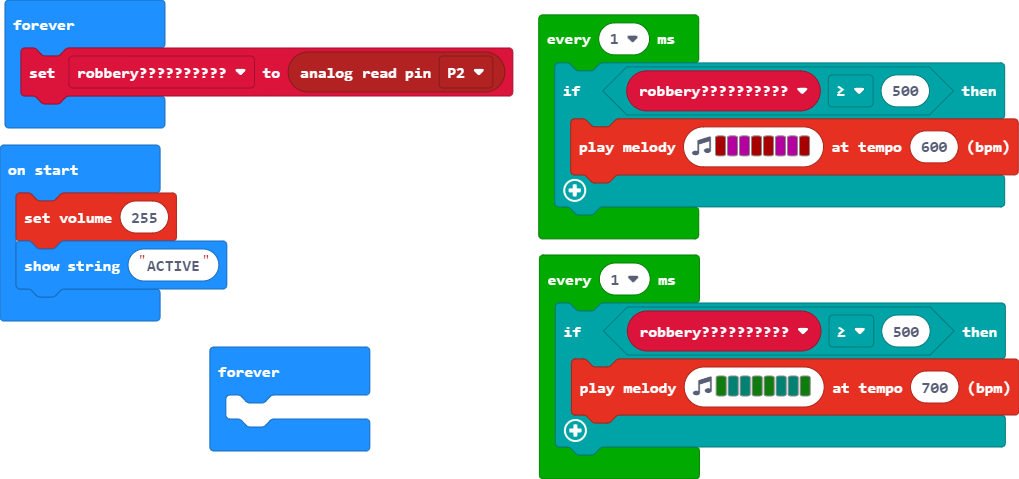 forever
set robbery?????????? to analog read pin P2
on start
set volume 255
show string "ACTIVE"
forever
every 1 ms
if robbery?????????? ≥ 500 then
play melody at tempo 600 (bpm)
every 1 ms
if robbery?????????? ≥ 500 then
play melody at tempo 700 (bpm)